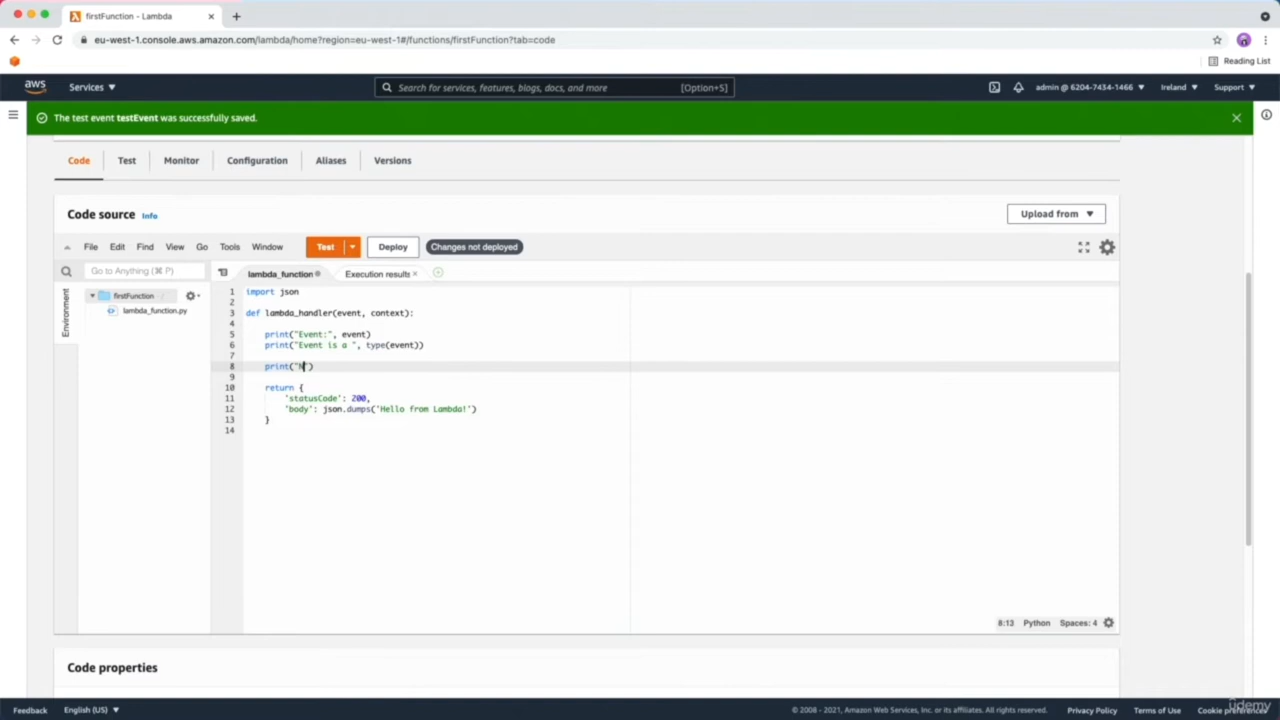 firstFunction - Lambda
eu-west-1.console.aws.amazon.com/lambda/home?region=eu-west-1#/functions/firstFunction?tab=code
Reading List
aws Services Search for services, features, blogs, docs, and more [Option+S] admin @ 6204-7434-1466 Ireland Support
The test event testEvent was successfully saved.
Code Test Monitor Configuration Aliases Versions
Code source Info Upload from
File Edit Find View Go Tools Window Test Deploy Changes not deployed
Go to Anything (⌘ P) lambda_function Execution results
Environment
firstFunction
lambda_function.py
1 import json
2
3 def lambda_handler(event, context):
4
5 print("Event:", event)
6 print("Event is a ", type(event))
7
8 print("N")
9
10 return {
11 'statusCode': 200,
12 'body': json.dumps('Hello from Lambda!')
13 }
14
8:13 Python Spaces: 4
Code properties
Feedback English (US) © 2008 - 2021, Amazon Web Services, Inc. or its affiliates. All rights reserved. Privacy Policy Terms of Use Cookie preferences
udemy